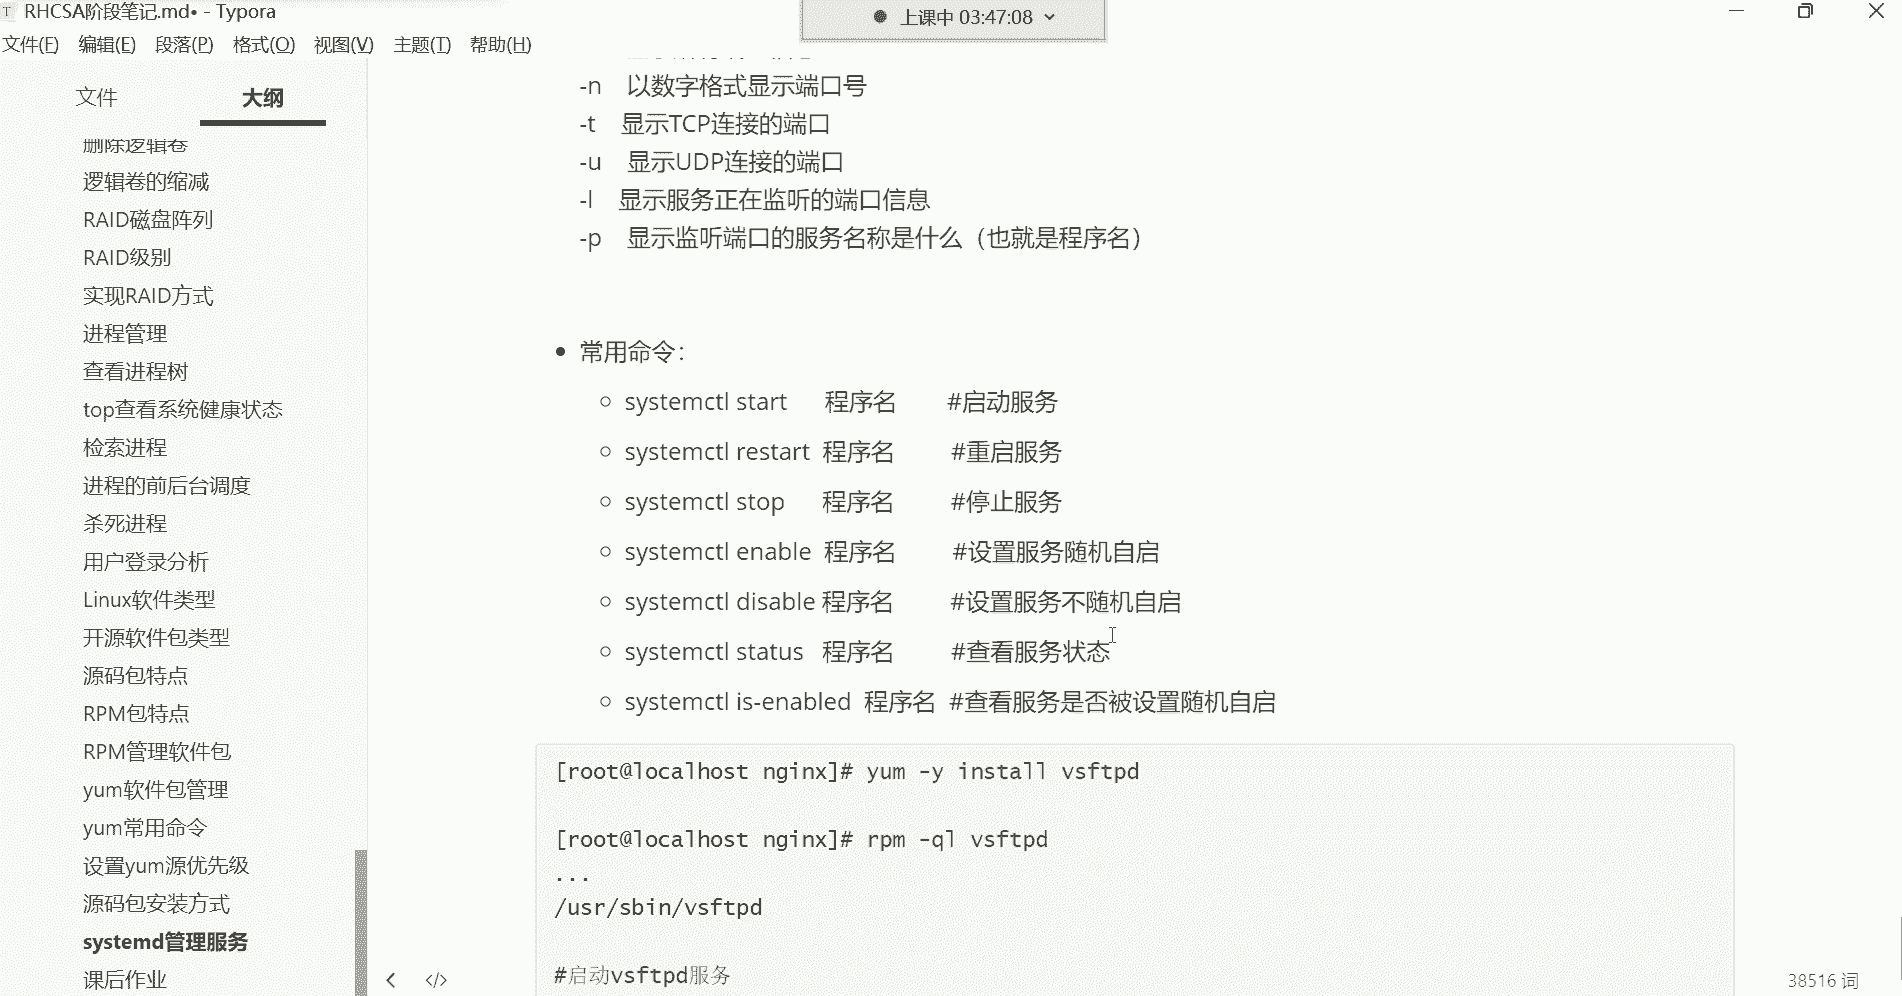 RHCSA阶段笔记.md• - Typora
上课中 03:47:08
文件(F) 编辑(E) 段落(P) 格式(O) 视图(V) 主题(T) 帮助(H)
文件 大纲
删除逻辑卷
逻辑卷的缩减
RAID磁盘阵列
RAID级别
实现RAID方式
进程管理
查看进程树
top查看系统健康状态
检索进程
进程的前后台调度
杀死进程
用户登录分析
Linux软件类型
开源软件包类型
源码包特点
RPM包特点
RPM管理软件包
yum软件包管理
yum常用命令
设置yum源优先级
源码包安装方式
systemd管理服务
课后作业
-n 以数字格式显示端口号
-t 显示TCP连接的端口
-u 显示UDP连接的端口
-l 显示服务正在监听的端口信息
-p 显示监听端口的服务名称是什么（也就是程序名）
常用命令：
systemctl start 程序名 #启动服务
systemctl restart 程序名 #重启服务
systemctl stop 程序名 #停止服务
systemctl enable 程序名 #设置服务随机自启
systemctl disable 程序名 #设置服务不随机自启
systemctl status 程序名 #查看服务状态
systemctl is-enabled 程序名 #查看服务是否被设置随机自启
[root@localhost nginx]# yum -y install vsftpd
[root@localhost nginx]# rpm -ql vsftpd
...
/usr/sbin/vsftpd
#启动vsftpd服务
38516 词